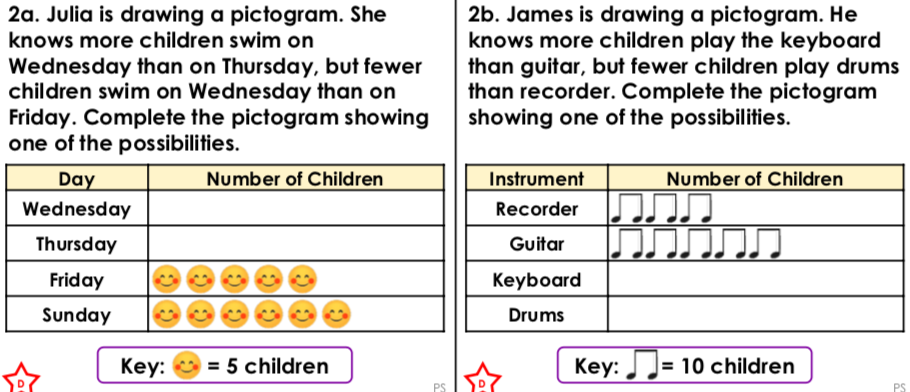 2a. Julia is drawing a pictogram. She
knows more children swim on
Wednesday than on Thursday, but fewer
children swim on Wednesday than on
Friday. Complete the pictogram showing
one of the possibilities.
Day Number of Children
Wednesday
Thursday
Friday
Sunday
Key: = 5 children
D
PS
2b. James is drawing a pictogram. He
knows more children play the keyboard
than guitar, but fewer children play drums
than recorder. Complete the pictogram
showing one of the possibilities.
Instrument Number of Children
Recorder
Guitar
Keyboard
Drums
Key: = 10 children
D
PS